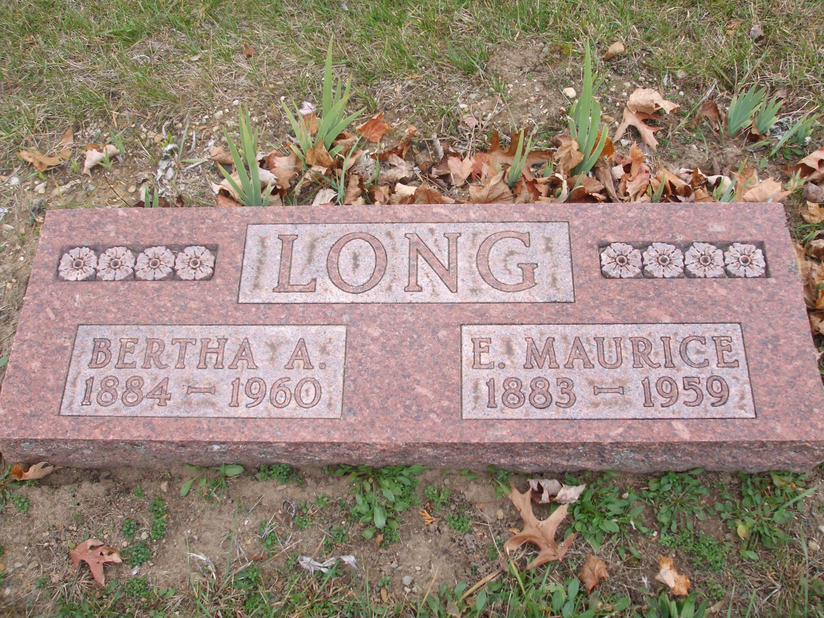 LONG
BERTHA A.
1884 – 1960
E. MAURICE
1883 – 1959